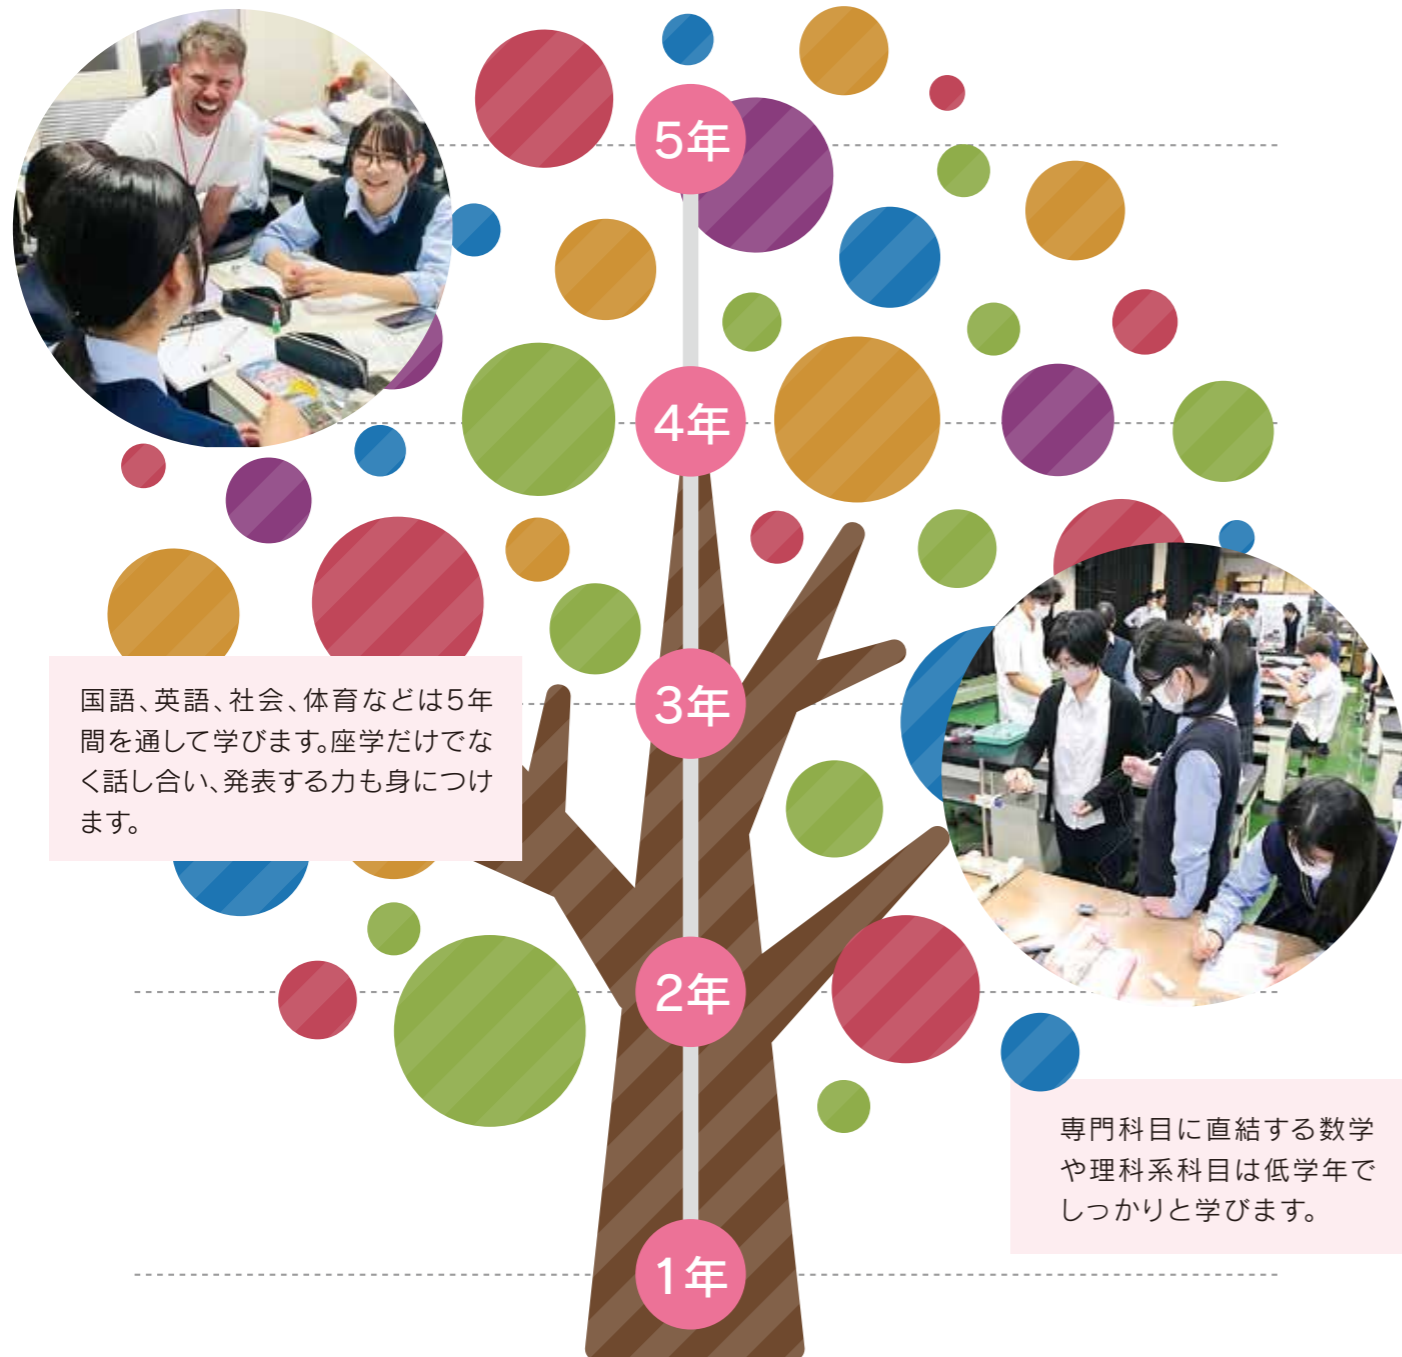 5年
4年
3年
国語、英語、社会、体育などは5年
間を通して学びます。座学だけでな
く話し合い、発表する力も身につけ
ます。
2年
専門科目に直結する数学
や理科系科目は低学年で
しっかりと学びます。
1年